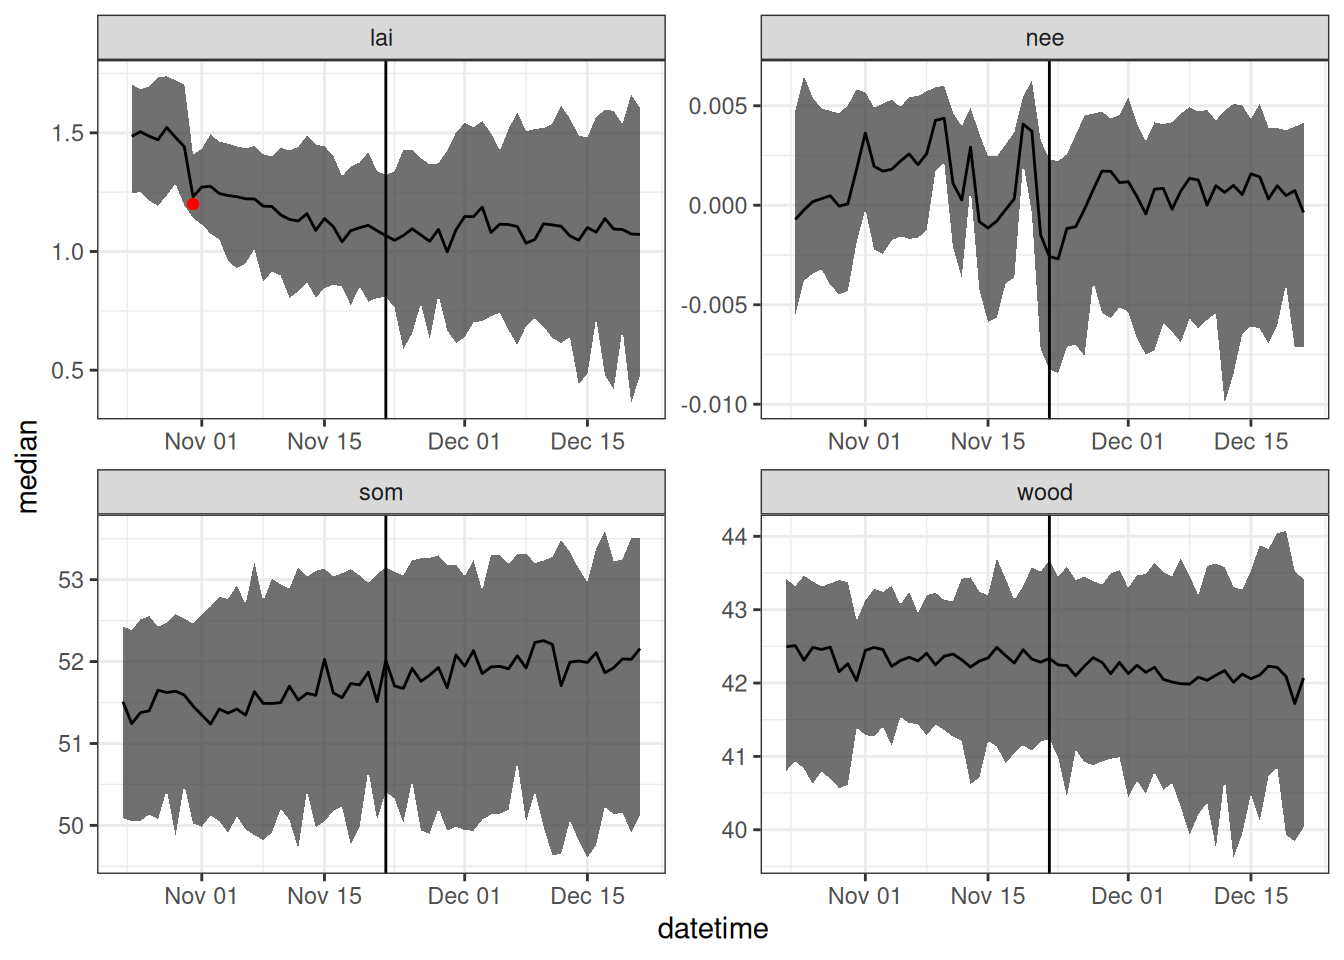 lai
nee
1.5
1.0
0.5
0.005
0.000
-0.005
-0.010
Nov 01 Nov 15 Dec 01 Dec 15
Nov 01 Nov 15 Dec 01 Dec 15
median
som
wood
53
52
51
50
44
43
42
41
40
Nov 01 Nov 15 Dec 01 Dec 15
Nov 01 Nov 15 Dec 01 Dec 15
datetime